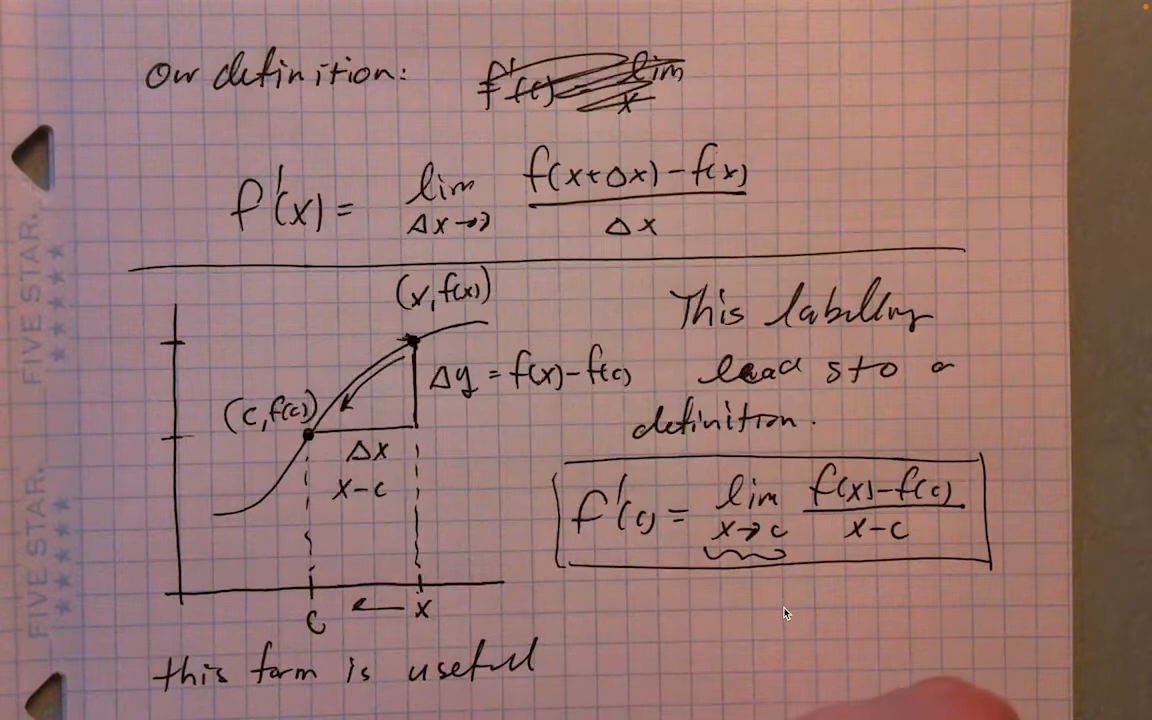 Our definition:
f'(x) = lim Δx→0 f(x+Δx)-f(x) / Δx
(x, f(x))
Δy = f(x)-f(c)
(c, f(c))
Δx
x-c
c ← x
This labelling
leads to a
definition.
f'(c) = lim x→c f(x)-f(c) / x-c
this form is useful
FIVE STAR.
FIVE STAR.